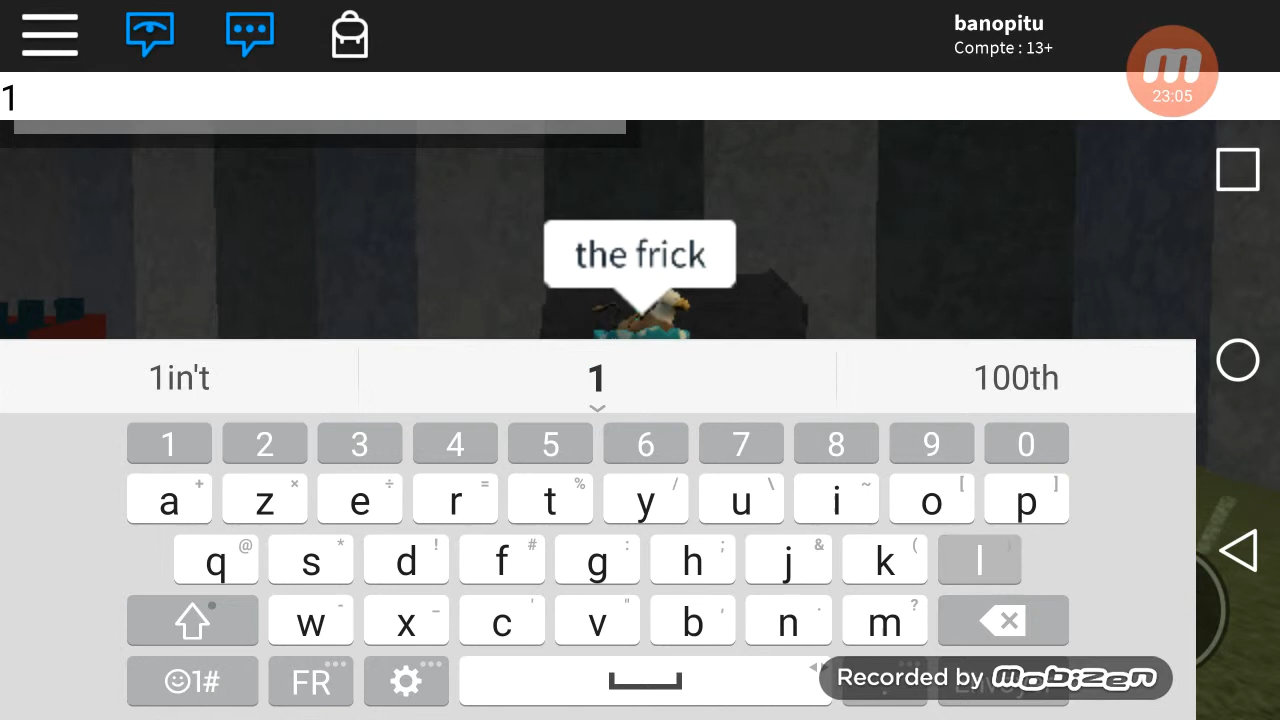 banopitu
Compte : 13+
23:05
1
the frick
1in't 1 100th
1 2 3 4 5 6 7 8 9 0
a + z × e ÷ r = t % y / u \ i ~ o [ p ]
q @ s * d ! f # g : h ; j & k ( l )
w - x _ c ' v " b , n . m ?
1# FR
Recorded by mobizen